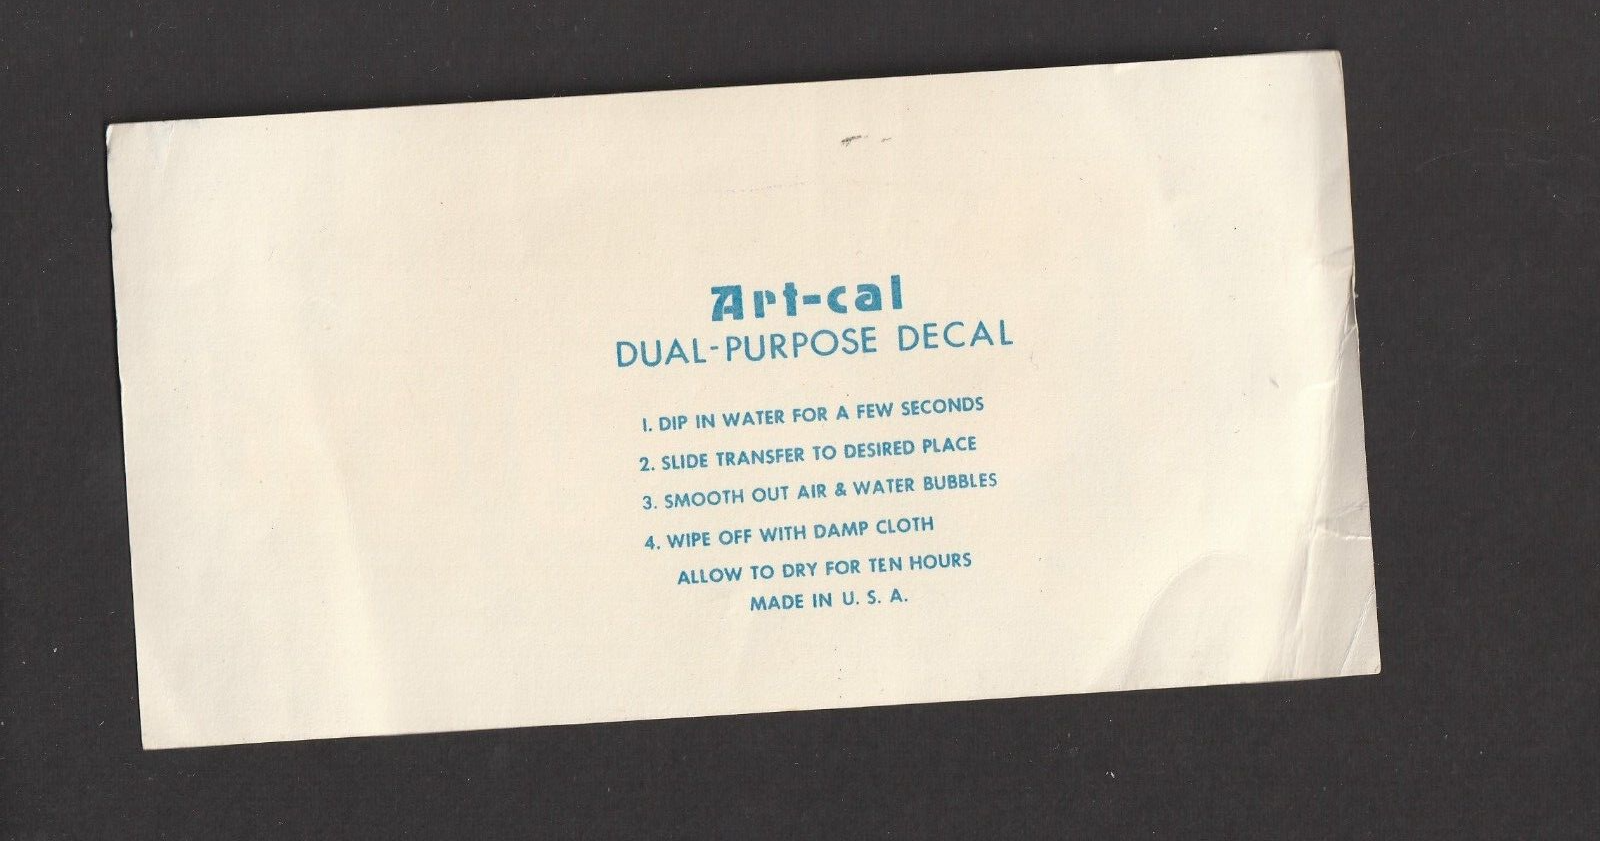 Art-cal
DUAL-PURPOSE DECAL
1. DIP IN WATER FOR A FEW SECONDS
2. SLIDE TRANSFER TO DESIRED PLACE
3. SMOOTH OUT AIR & WATER BUBBLES
4. WIPE OFF WITH DAMP CLOTH
ALLOW TO DRY FOR TEN HOURS
MADE IN U. S. A.